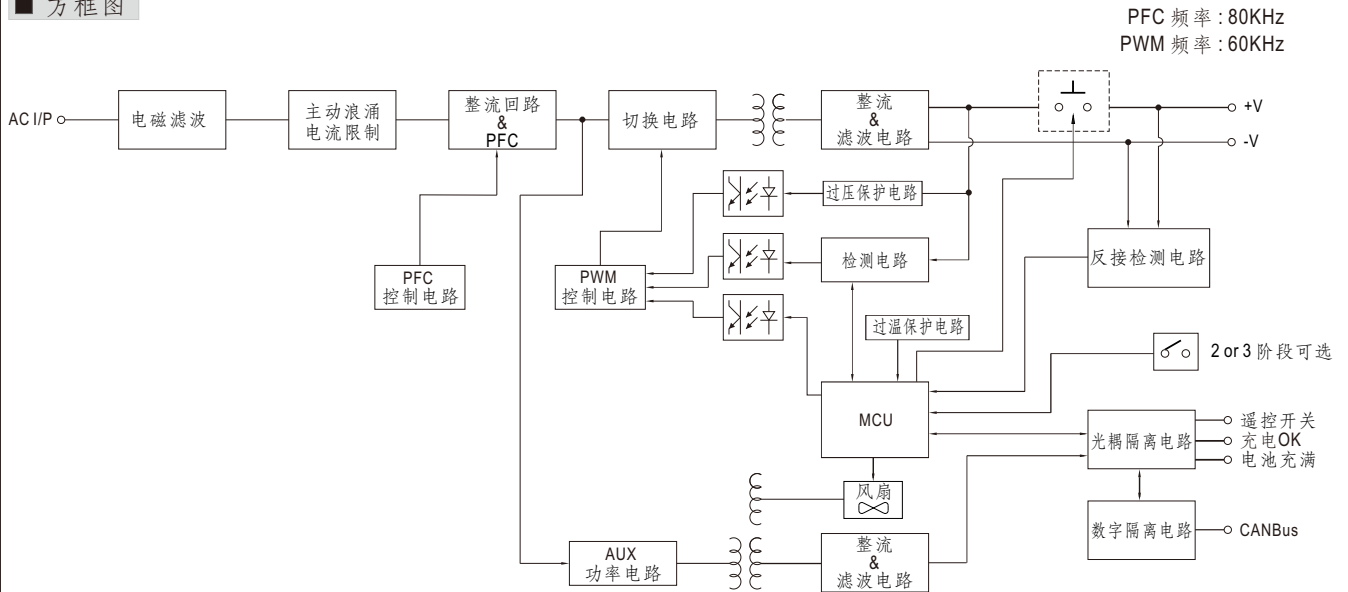 ■ 方框图
PFC 频率 : 80KHz
PWM 频率 : 60KHz
AC I/P
电磁滤波
主动浪涌
电流限制
整流回路
&
PFC
切换电路
整流
&
滤波电路
+V
-V
过压保护电路
检测电路
反接检测电路
PFC
控制电路
PWM
控制电路
过温保护电路
2 or 3 阶段可选
MCU
光耦隔离电路
遥控开关
充电OK
电池充满
风扇
数字隔离电路
CANBus
AUX
功率电路
整流
&
滤波电路